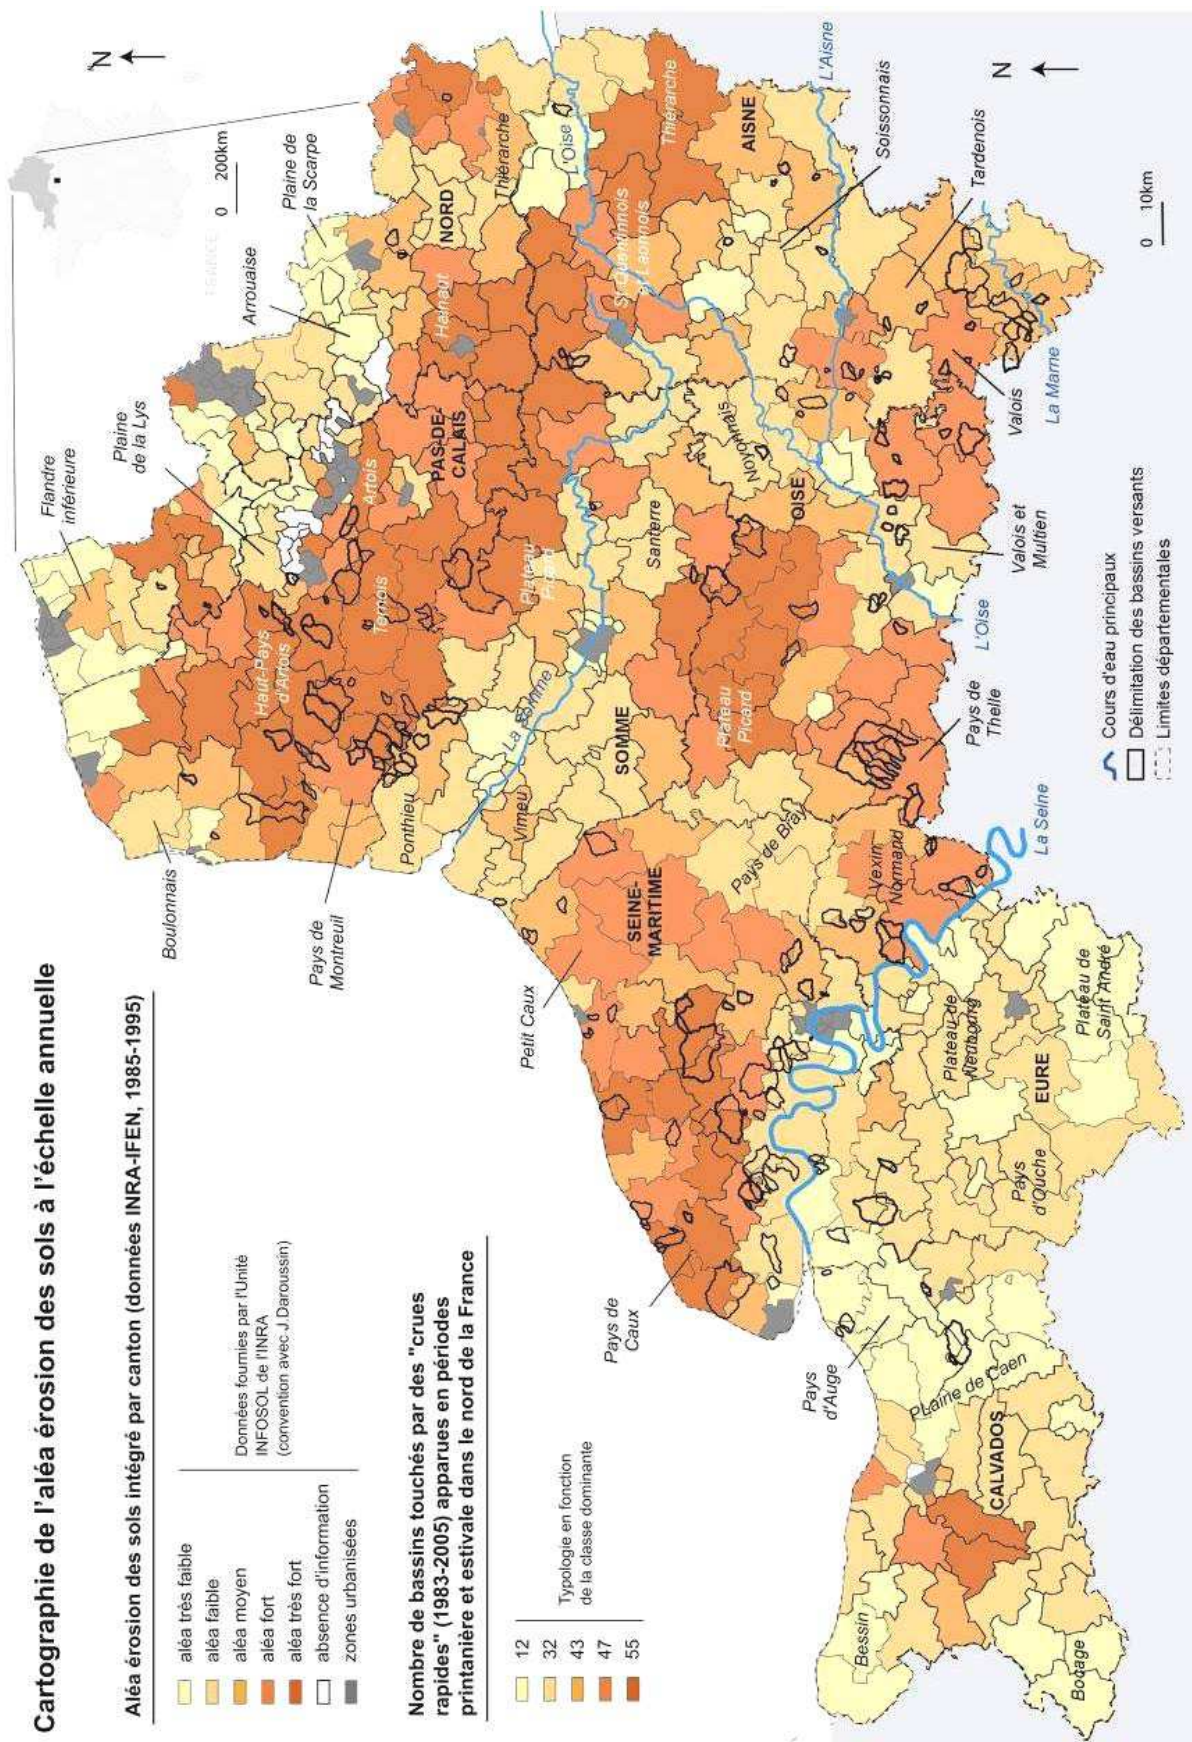 Cartographie de l'aléa érosion des sols à l'échelle annuelle
Aléa érosion des sols intégré par canton (données INRA-IFEN, 1985-1995)
aléa très faible
aléa faible
aléa moyen
aléa fort
aléa très fort
absence d'information
zones urbanisées
Données fournies par l'Unité
INFOSOL de l'INRA
(convention avec J.Daroussin)
Nombre de bassins touchés par des "crues
rapides" (1983-2005) apparues en périodes
printanière et estivale dans le nord de la France
12
32
43
47
55
Typologie en fonction
de la classe dominante
N
0 200km
Flandre
inférieure
Plaine
de la Lys
Arrouaise
Plaine de
la Scarpe
Boulonnais
Haut-Pays
d'Artois
Artois
Ternois
PAS-DE-
CALAIS
Hainaut
NORD
Thiérarche
Pays de
Montreuil
Ponthieu
Plateau
Picard
La Somme
Vimeu
SOMME
Santerre
St Quentinnois
et Laonnois
L'Oise
Thiérarche
AISNE
L'Aisne
Noyonnais
OISE
Soissonnais
Tardenois
Petit Caux
SEINE-
MARITIME
Pays de Bray
Plateau
Picard
Vexin
Normand
Pays de
Thelle
L'Oise
Valois et
Multien
Valois
La Marne
N
0 10km
Pays de
Caux
La Seine
Pays
d'Auge
Plateau de
Neubourg
EURE
Plateau de
Saint André
Pays
d'Ouche
PLaine de Caen
CALVADOS
Bessin
Bocage
Cours d'eau principaux
Délimitation des bassins versants
Limites départementales